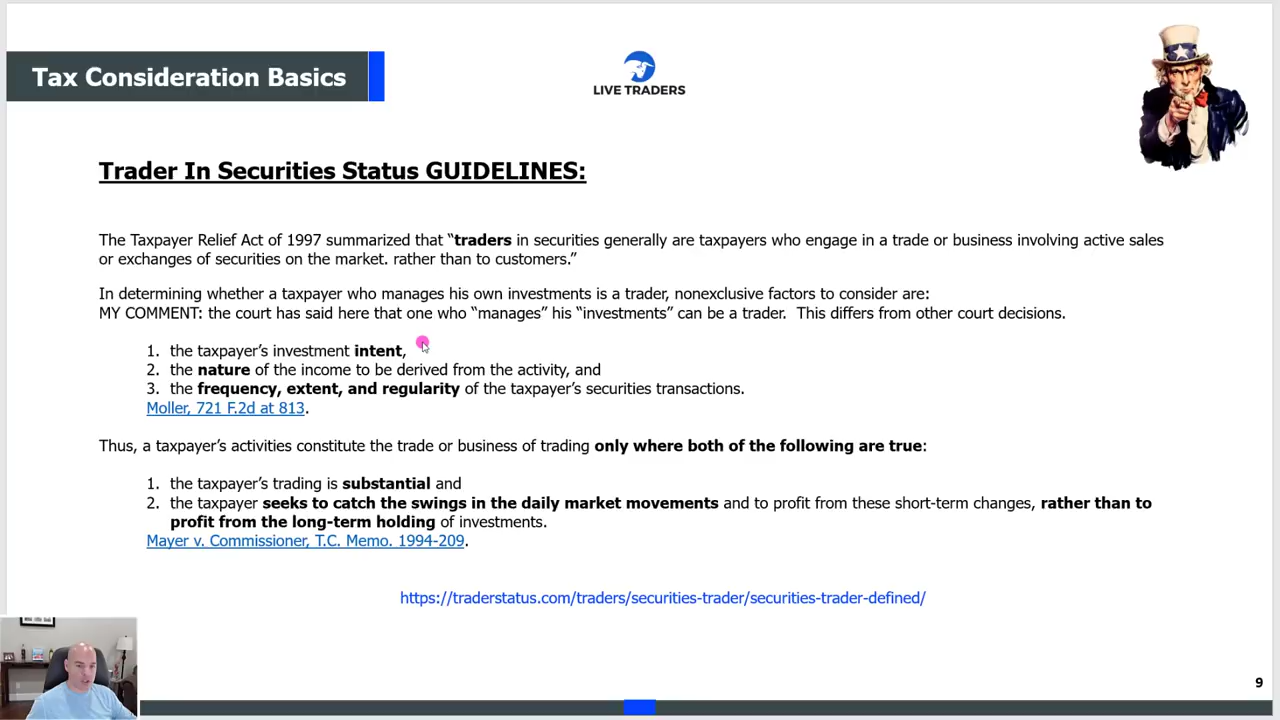 Tax Consideration Basics
LIVE TRADERS
Trader In Securities Status GUIDELINES:
The Taxpayer Relief Act of 1997 summarized that “traders in securities generally are taxpayers who engage in a trade or business involving active sales
or exchanges of securities on the market. rather than to customers.”
In determining whether a taxpayer who manages his own investments is a trader, nonexclusive factors to consider are:
MY COMMENT: the court has said here that one who “manages” his “investments” can be a trader.  This differs from other court decisions.
1. the taxpayer’s investment intent,
2. the nature of the income to be derived from the activity, and
3. the frequency, extent, and regularity of the taxpayer’s securities transactions.
Moller, 721 F.2d at 813.
Thus, a taxpayer’s activities constitute the trade or business of trading only where both of the following are true:
1. the taxpayer’s trading is substantial and
2. the taxpayer seeks to catch the swings in the daily market movements and to profit from these short-term changes, rather than to
profit from the long-term holding of investments.
Mayer v. Commissioner, T.C. Memo. 1994-209.
https://traderstatus.com/traders/securities-trader/securities-trader-defined/
9